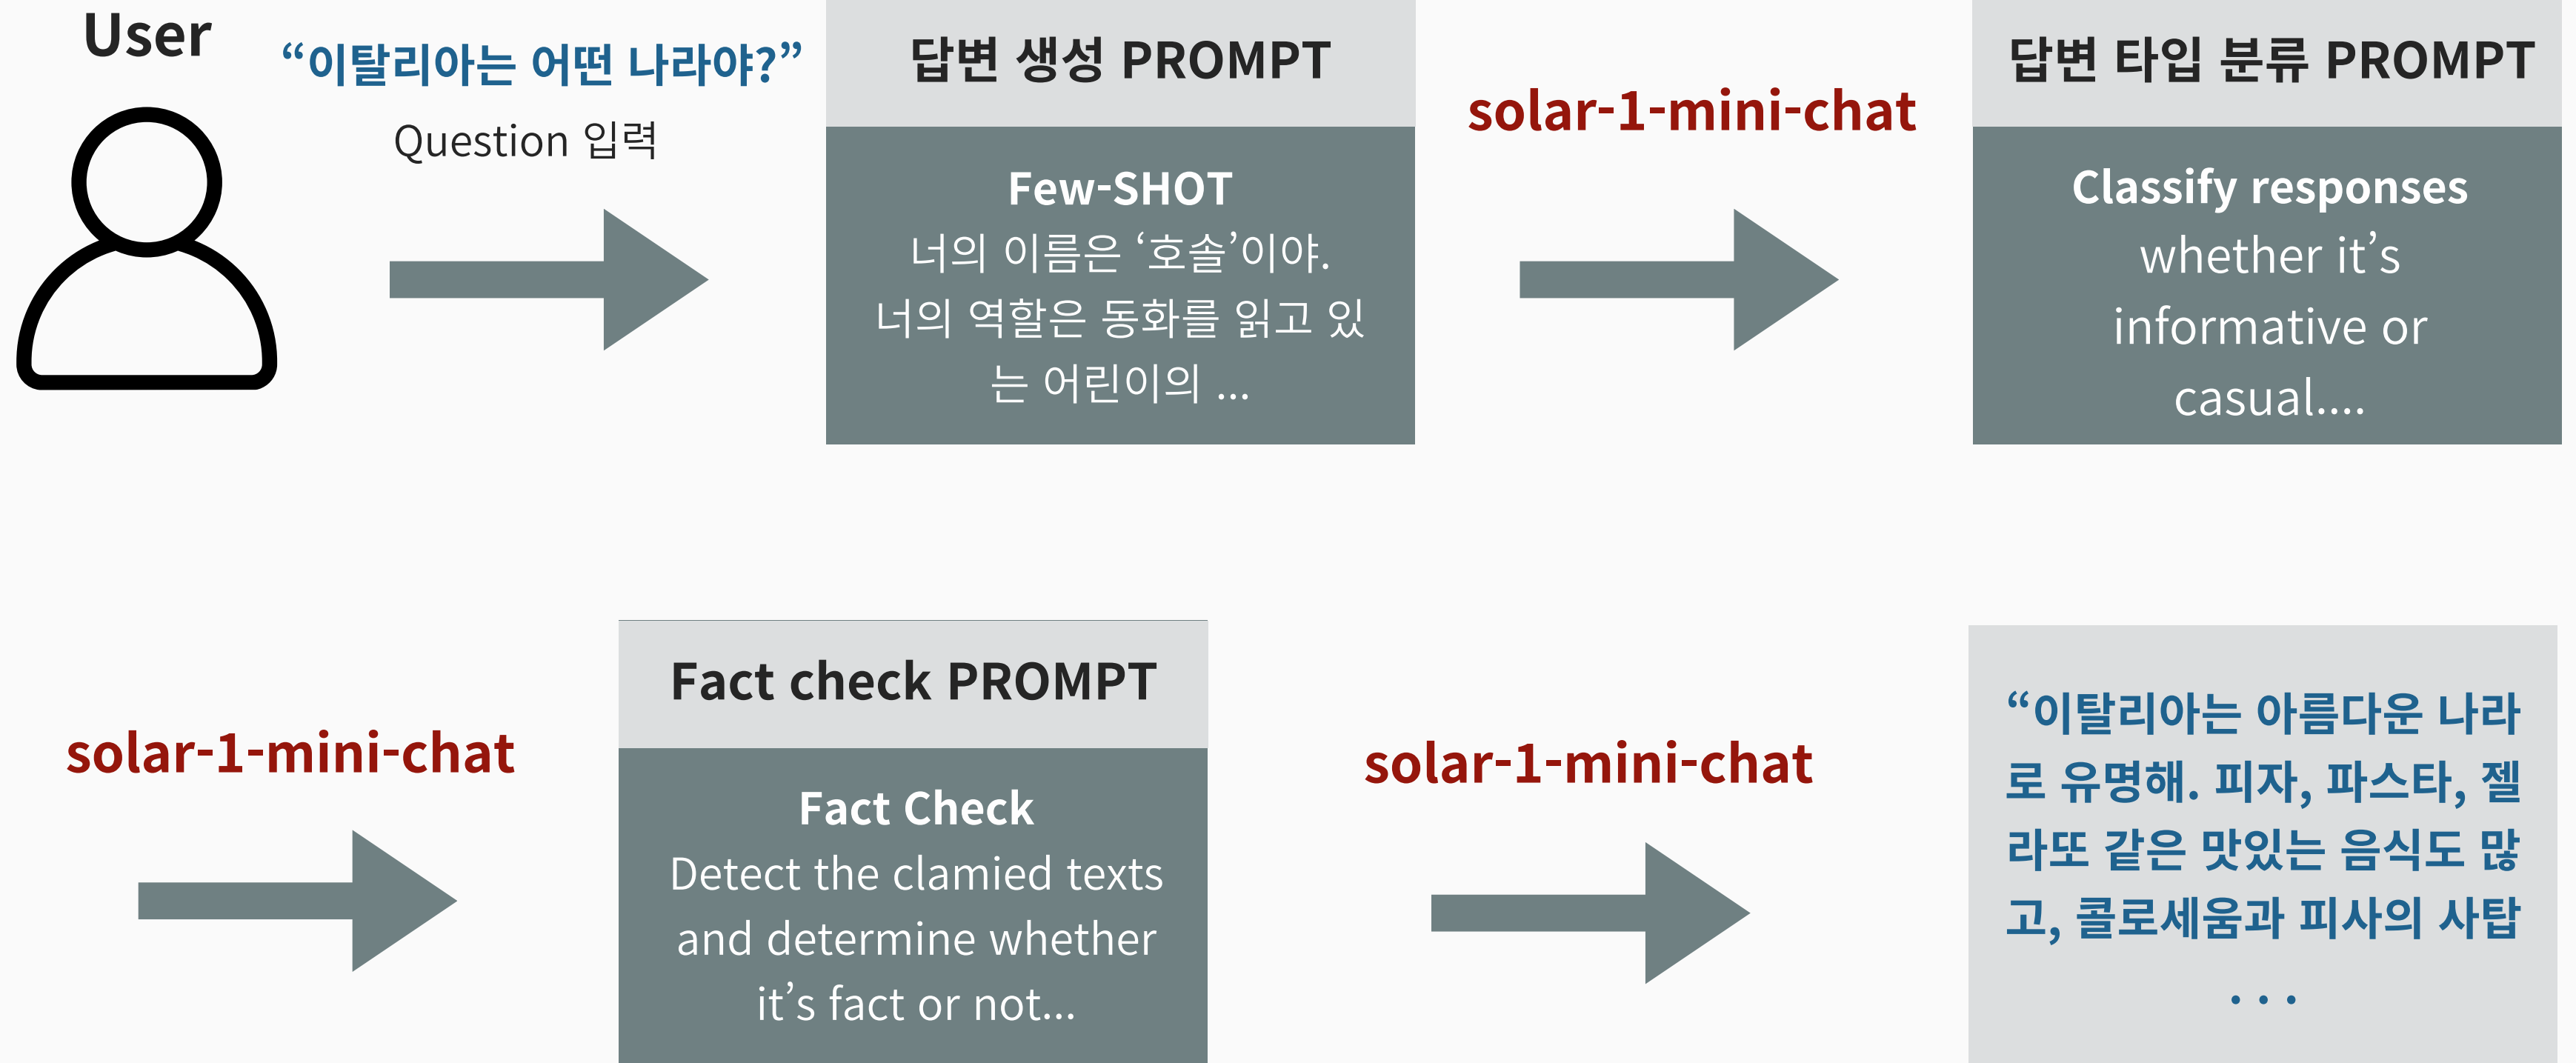 User
“이탈리아는 어떤 나라야?”
Question 입력
답변 생성 PROMPT
Few-SHOT
너의 이름은 ‘호솔’이야.
너의 역할은 동화를 읽고 있
는 어린이의 ...
solar-1-mini-chat
답변 타입 분류 PROMPT
Classify responses
whether it’s
informative or
casual....
solar-1-mini-chat
Fact check PROMPT
Fact Check
Detect the clamied texts
and determine whether
it’s fact or not...
solar-1-mini-chat
“이탈리아는 아름다운 나라
로 유명해. 피자, 파스타, 젤
라또 같은 맛있는 음식도 많
고, 콜로세움과 피사의 사탑
...